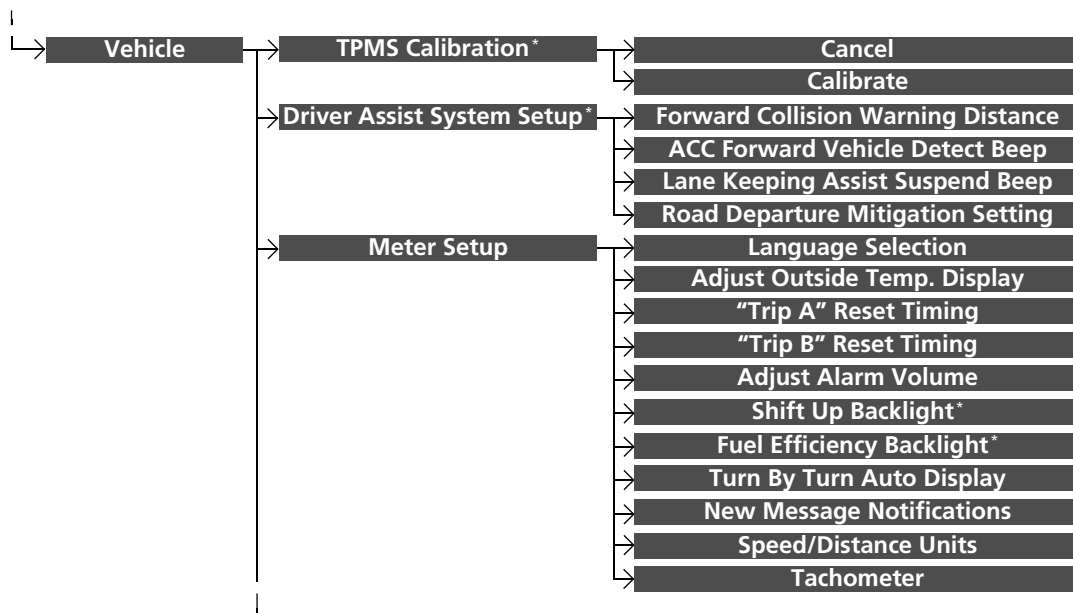 Vehicle
TPMS Calibration*
Cancel
Calibrate
Driver Assist System Setup*
Forward Collision Warning Distance
ACC Forward Vehicle Detect Beep
Lane Keeping Assist Suspend Beep
Road Departure Mitigation Setting
Meter Setup
Language Selection
Adjust Outside Temp. Display
“Trip A” Reset Timing
“Trip B” Reset Timing
Adjust Alarm Volume
Shift Up Backlight*
Fuel Efficiency Backlight*
Turn By Turn Auto Display
New Message Notifications
Speed/Distance Units
Tachometer